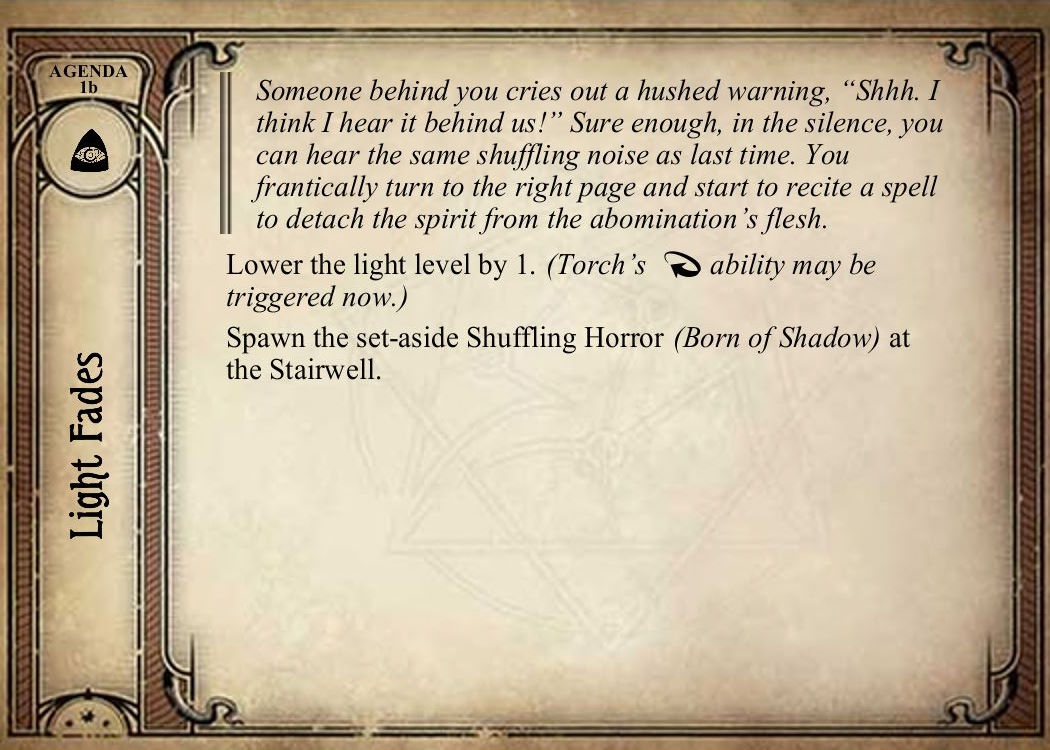 AGENDA
1b
Light Fades
Someone behind you cries out a hushed warning, “Shhh. I
think I hear it behind us!” Sure enough, in the silence, you
can hear the same shuffling noise as last time. You
frantically turn to the right page and start to recite a spell
to detach the spirit from the abomination’s flesh.
Lower the light level by 1. (Torch’s ability may be
triggered now.)
Spawn the set-aside Shuffling Horror (Born of Shadow) at
the Stairwell.